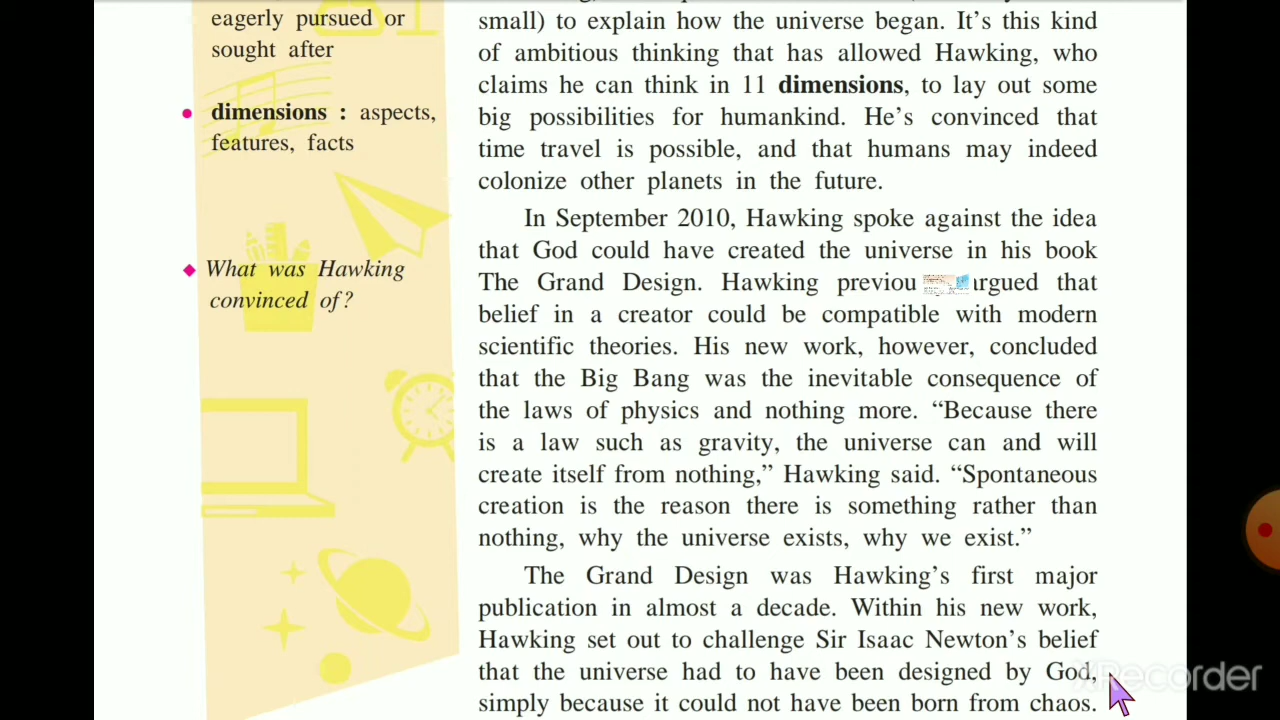 eagerly pursued or
sought after
dimensions : aspects,
features, facts
What was Hawking
convinced of?
small) to explain how the universe began. It's this kind
of ambitious thinking that has allowed Hawking, who
claims he can think in 11 dimensions, to lay out some
big possibilities for humankind. He's convinced that
time travel is possible, and that humans may indeed
colonize other planets in the future.
In September 2010, Hawking spoke against the idea
that God could have created the universe in his book
The Grand Design. Hawking that
belief in a creator could be compatible with modern
scientific theories. His new work, however, concluded
that the Big Bang was the inevitable consequence of
the laws of physics and nothing more. “Because there
is a law such as gravity, the universe can and will
create itself from nothing,” Hawking said. “Spontaneous
creation is the reason there is something rather than
nothing, why the universe exists, why we exist.”
The Grand Design was Hawking's first major
publication in almost a decade. Within his new work,
Hawking set out to challenge Sir Isaac Newton's belief
that the universe had to have been designed by God,
simply because it could not have been born from chaos.
XRecorder